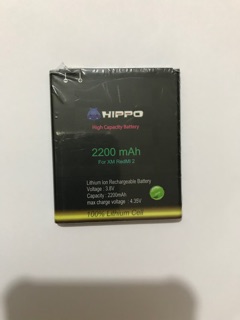 HIPPO
High Capacity Battery
2200 mAh
For XM RedMI 2
Lithium Ion Rechargeable Battery
Voltage : 3.8V
Capacity : 2200mAh
max charge voltage : 4.35V
100% Lithium Cell